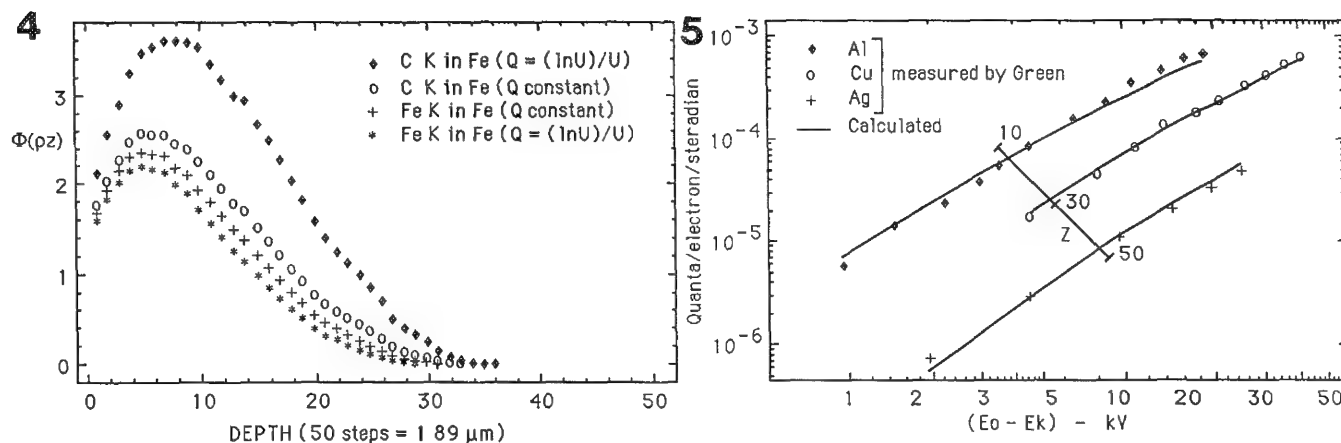 4
Φ(ρz)
3
2
1
0
0
10
20
30
40
50
DEPTH (50 steps = 1 89 µm)
♦ C K in Fe (Q = (lnU)/U)
o C K in Fe (Q constant)
+ Fe K in Fe (Q constant)
* Fe K in Fe (Q = (lnU)/U)
5
Quanta/electron/steradian
10⁻³
10⁻⁴
10⁻⁵
10⁻⁶
♦ Al
o Cu
+ Ag
measured by Green
— Calculated
10
30
Z
50
1
2
3
5
10
20
30
50
(Eo - Ek) - kV